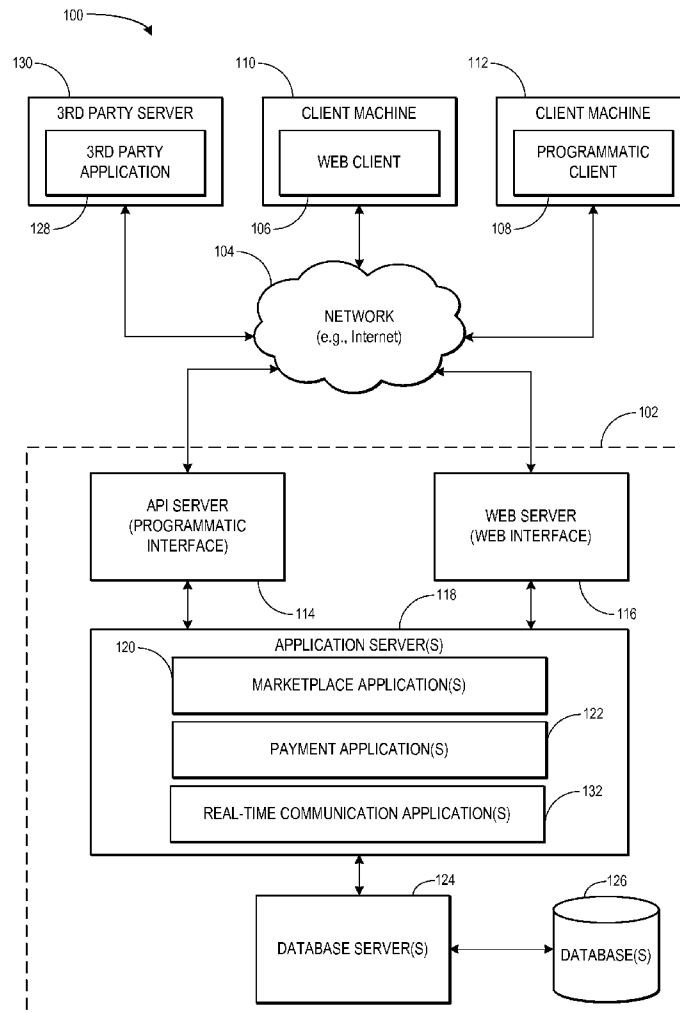 100
130
110
112
3RD PARTY SERVER
3RD PARTY
APPLICATION
128
CLIENT MACHINE
WEB CLIENT
106
CLIENT MACHINE
PROGRAMMATIC
CLIENT
108
104
NETWORK
(e.g., Internet)
102
API SERVER
(PROGRAMMATIC
INTERFACE)
114
WEB SERVER
(WEB INTERFACE)
116
118
APPLICATION SERVER(S)
120
MARKETPLACE APPLICATION(S)
PAYMENT APPLICATION(S)
122
REAL-TIME COMMUNICATION APPLICATION(S)
132
124
DATABASE SERVER(S)
126
DATABASE(S)